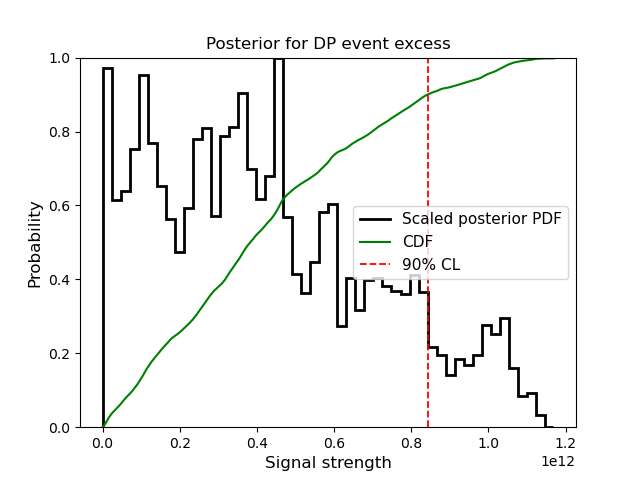 Posterior for DP event excess
Probability
1.0
0.8
0.6
0.4
0.2
0.0
Scaled posterior PDF
CDF
90% CL
0.0 0.2 0.4 0.6 0.8 1.0 1.2
1e12
Signal strength